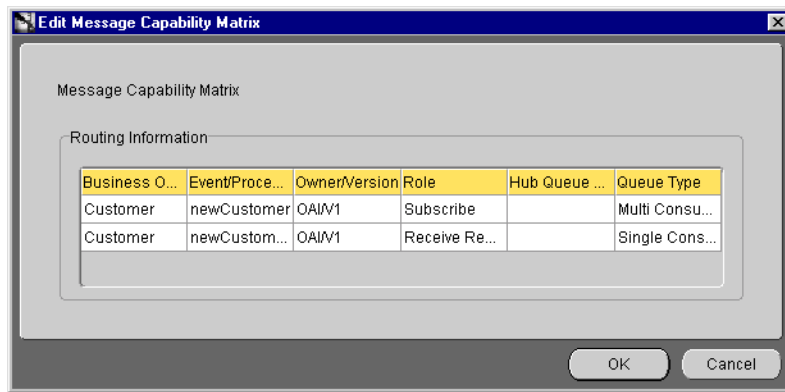 Edit Message Capability Matrix
Message Capability Matrix
Routing Information
Business O... Event/Proce... Owner/Version Role Hub Queue ... Queue Type
Customer newCustomer OAI/V1 Subscribe Multi Consu...
Customer newCustom... OAI/V1 Receive Re... Single Cons...
OK Cancel